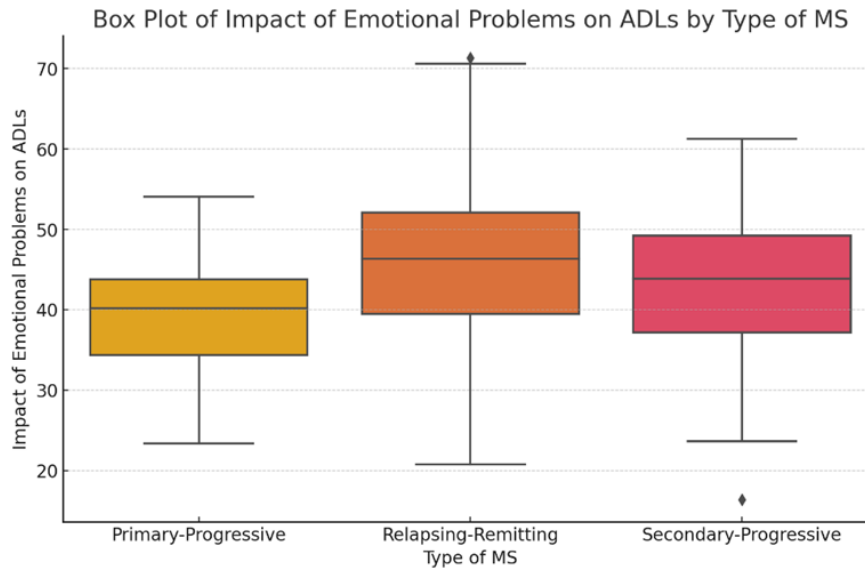 Box Plot of Impact of Emotional Problems on ADLs by Type of MS
Impact of Emotional Problems on ADLs
70
60
50
40
30
20
Primary-Progressive
Relapsing-Remitting
Secondary-Progressive
Type of MS